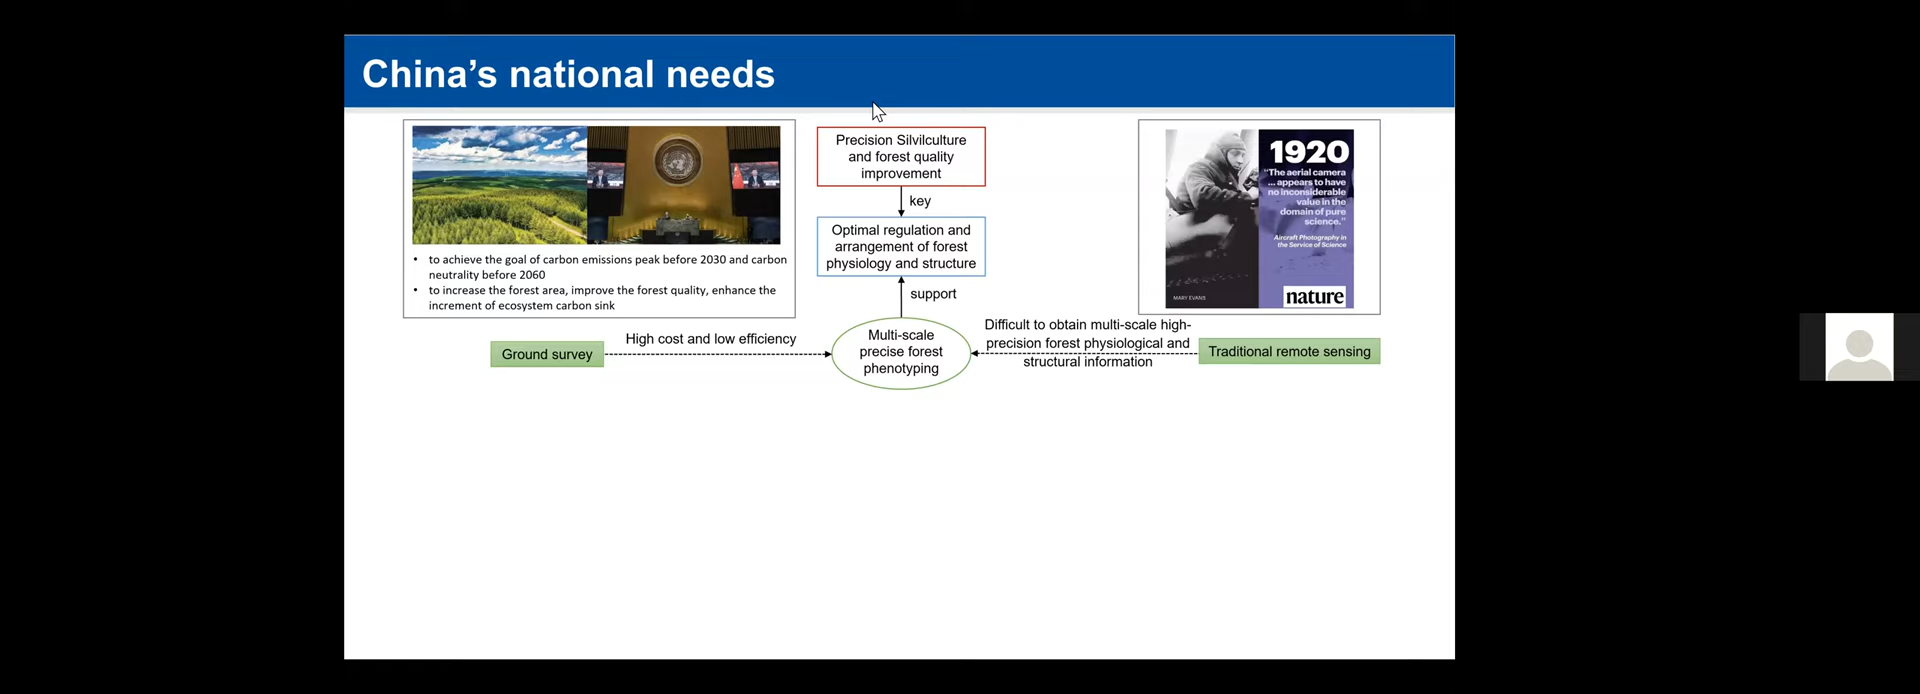 China’s national needs
• to achieve the goal of carbon emissions peak before 2030 and carbon
neutrality before 2060
• to increase the forest area, improve the forest quality, enhance the
increment of ecosystem carbon sink
Precision Silvilculture
and forest quality
improvement
key
Optimal regulation and
arrangement of forest
physiology and structure
support
Multi-scale
precise forest
phenotyping
Ground survey
High cost and low efficiency
1920
"The aerial camera
... appears to have
no inconsiderable
value in the
domain of pure
science."
Aircraft Photography in
the Service of Science
MARY EVANS
nature
Difficult to obtain multi-scale high-
precision forest physiological and
structural information
Traditional remote sensing